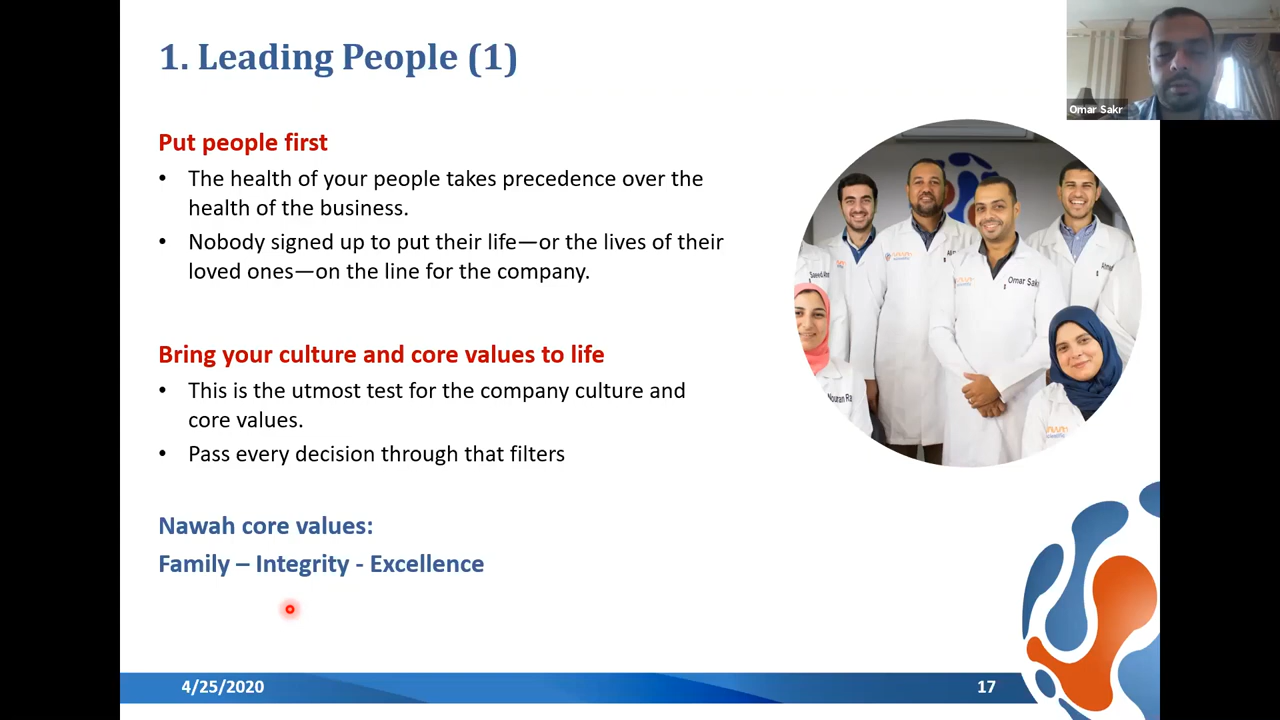 1. Leading People (1)
Omar Sakr
Put people first
• The health of your people takes precedence over the
health of the business.
• Nobody signed up to put their life—or the lives of their
loved ones—on the line for the company.
Bring your culture and core values to life
• This is the utmost test for the company culture and
core values.
• Pass every decision through that filters
Nawah core values:
Family – Integrity - Excellence
Omar Sakr
Nouran Ra
4/25/2020
17